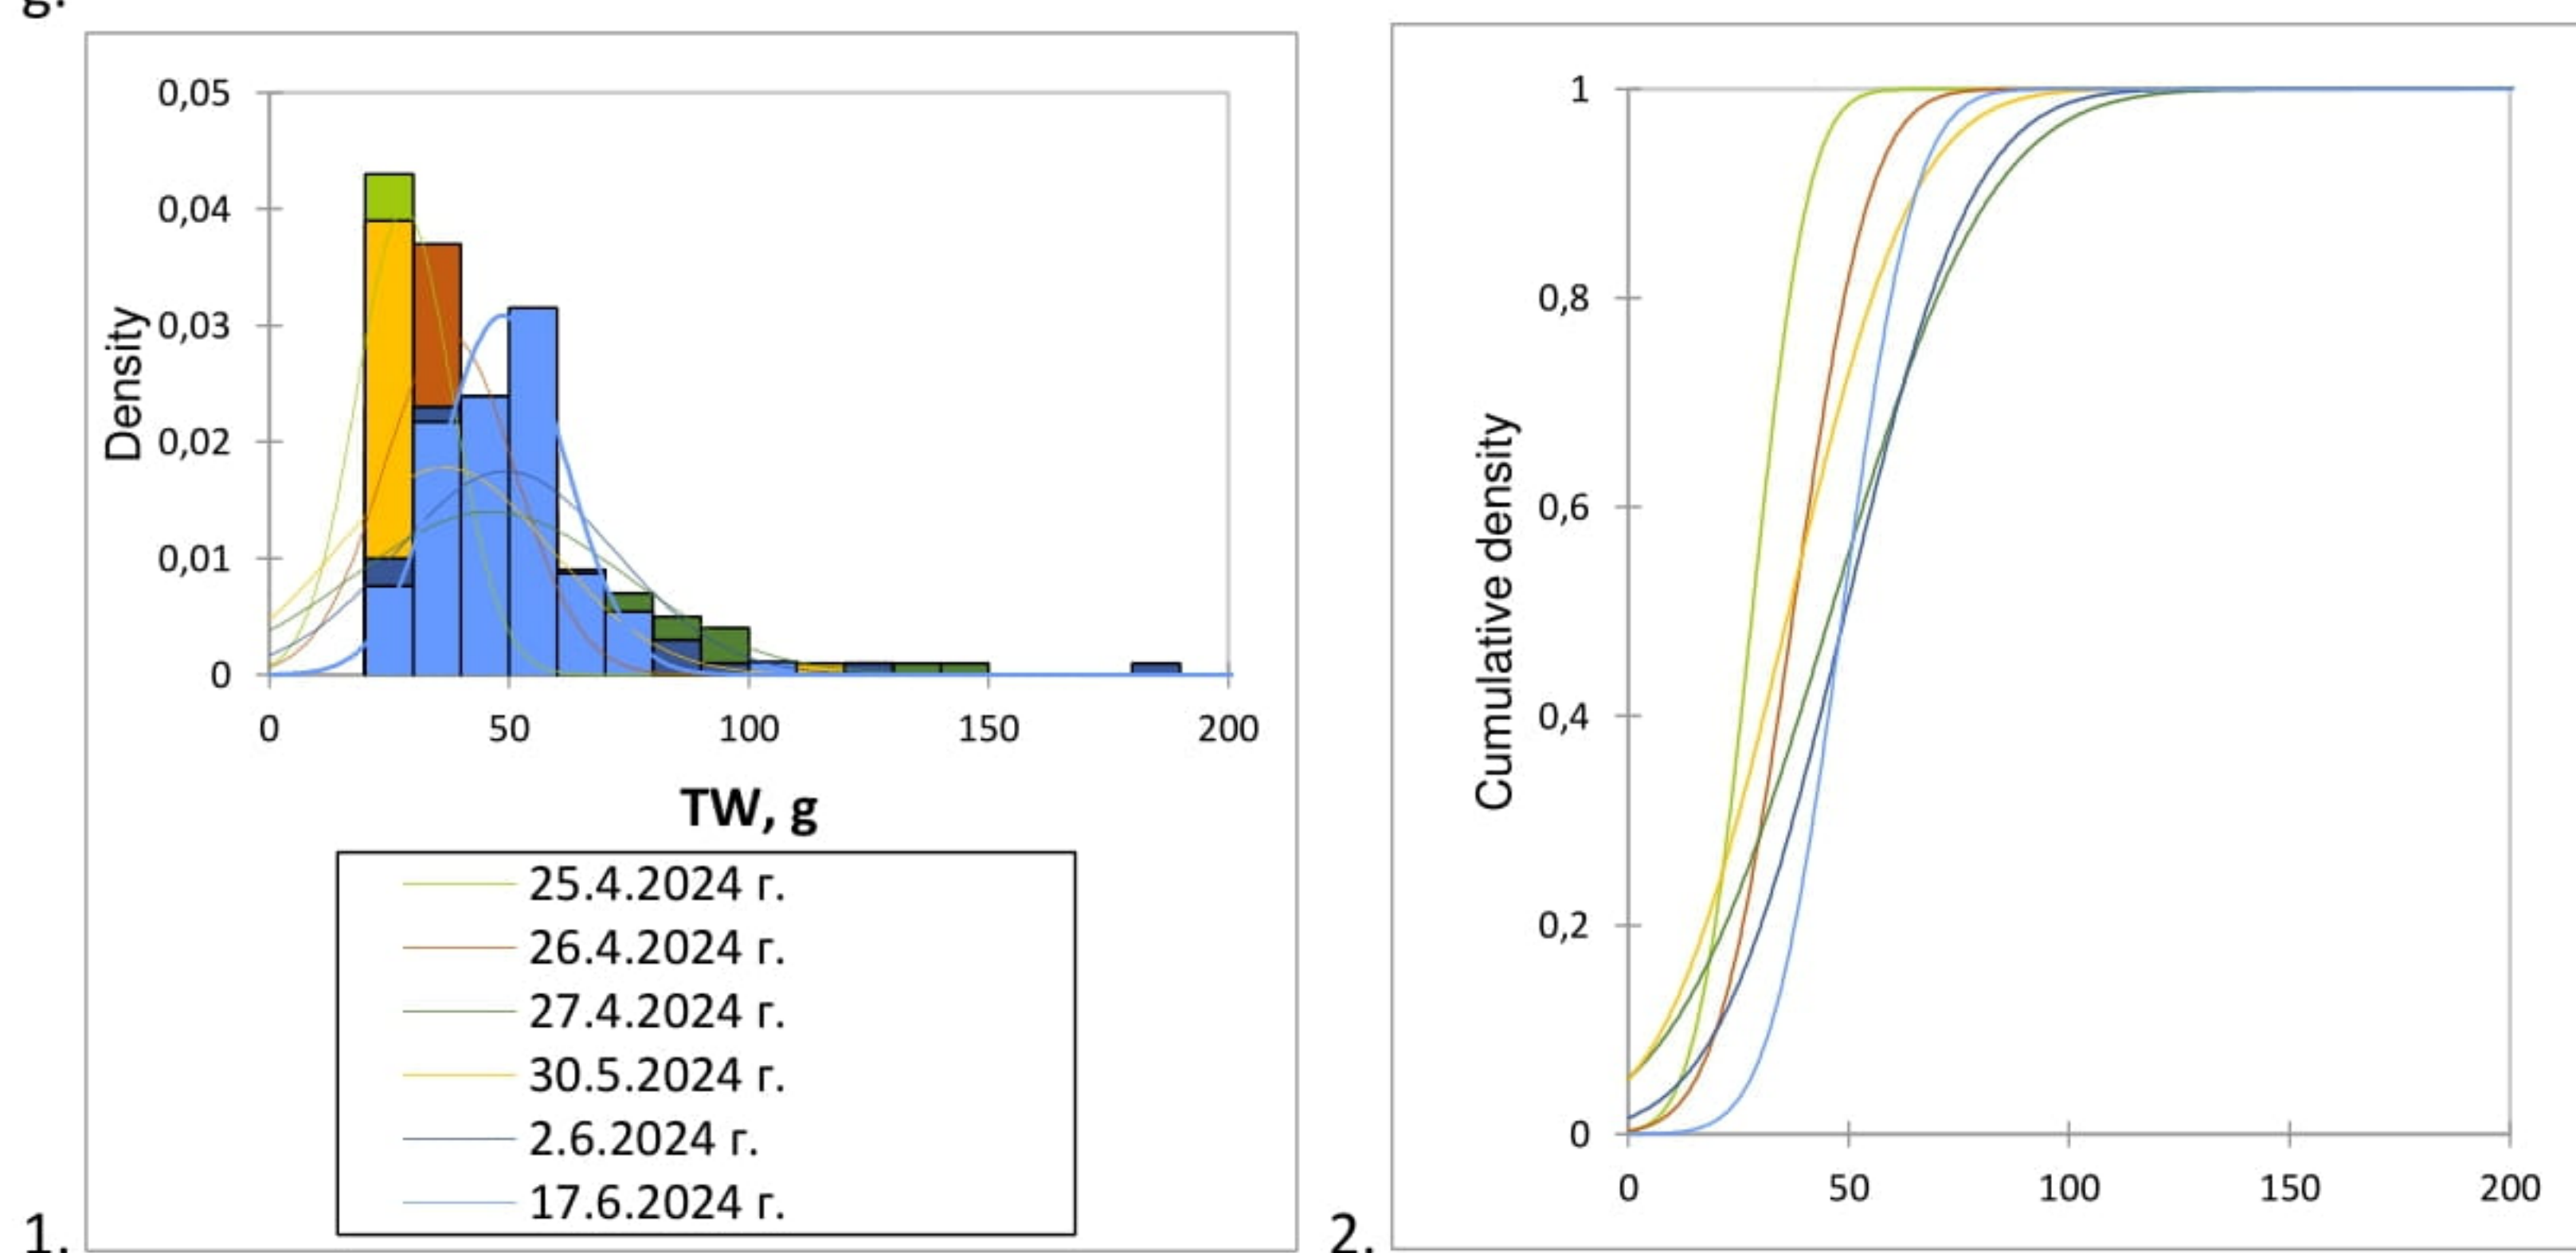 g.
0,05
0,04
0,03
0,02
0,01
0
Density
0 50 100 150 200
TW, g
25.4.2024 г.
26.4.2024 г.
27.4.2024 г.
30.5.2024 г.
2.6.2024 г.
17.6.2024 г.
1.
1
0,8
0,6
0,4
0,2
0
Cumulative density
0 50 100 150 200
2.